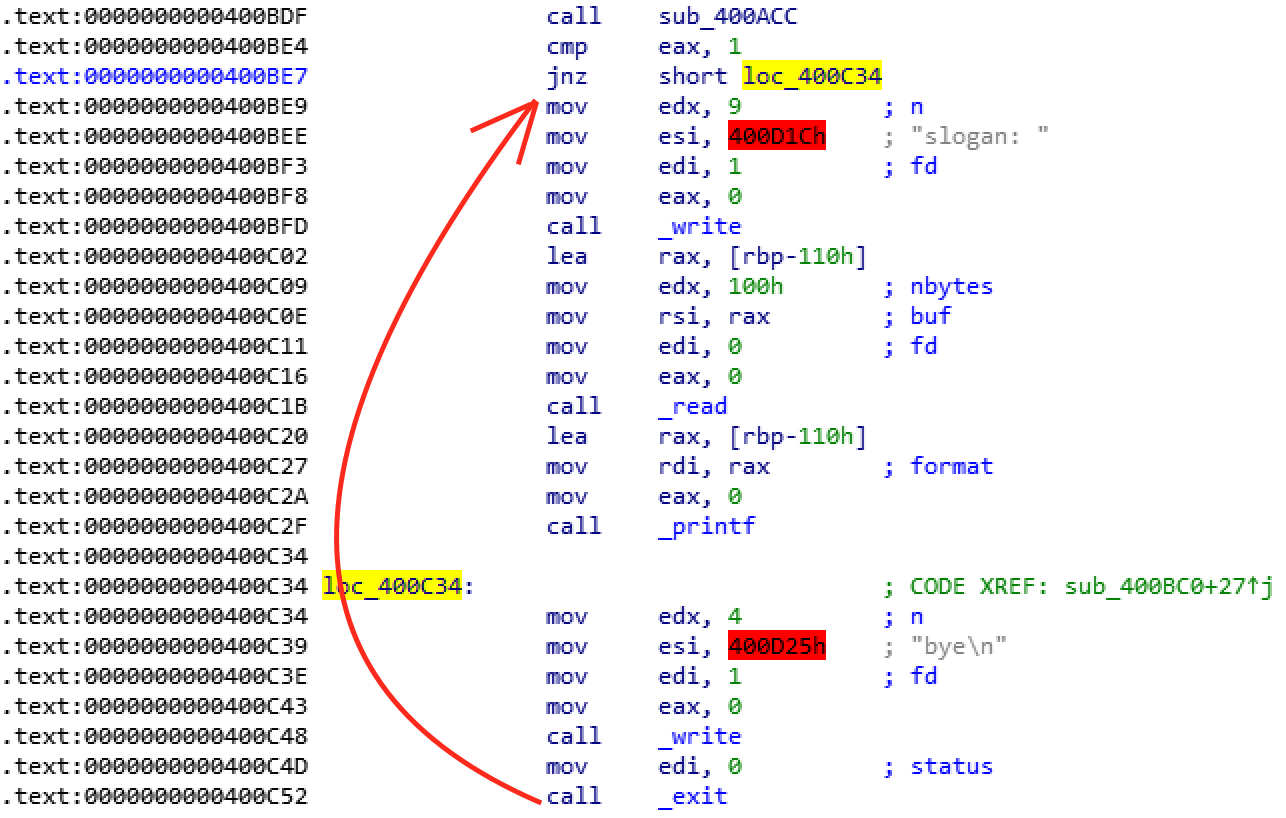 .text:0000000000400BDF call sub_400ACC
.text:0000000000400BE4 cmp eax, 1
.text:0000000000400BE7 jnz short loc_400C34
.text:0000000000400BE9 mov edx, 9 ; n
.text:0000000000400BEE mov esi, 400D1Ch ; "slogan: "
.text:0000000000400BF3 mov edi, 1 ; fd
.text:0000000000400BF8 mov eax, 0
.text:0000000000400BFD call _write
.text:0000000000400C02 lea rax, [rbp-110h]
.text:0000000000400C09 mov edx, 100h ; nbytes
.text:0000000000400C0E mov rsi, rax ; buf
.text:0000000000400C11 mov edi, 0 ; fd
.text:0000000000400C16 mov eax, 0
.text:0000000000400C1B call _read
.text:0000000000400C20 lea rax, [rbp-110h]
.text:0000000000400C27 mov rdi, rax ; format
.text:0000000000400C2A mov eax, 0
.text:0000000000400C2F call _printf
.text:0000000000400C34
.text:0000000000400C34 loc_400C34: ; CODE XREF: sub_400BC0+27↑j
.text:0000000000400C34 mov edx, 4 ; n
.text:0000000000400C39 mov esi, 400D25h ; "bye\n"
.text:0000000000400C3E mov edi, 1 ; fd
.text:0000000000400C43 mov eax, 0
.text:0000000000400C48 call _write
.text:0000000000400C4D mov edi, 0 ; status
.text:0000000000400C52 call _exit